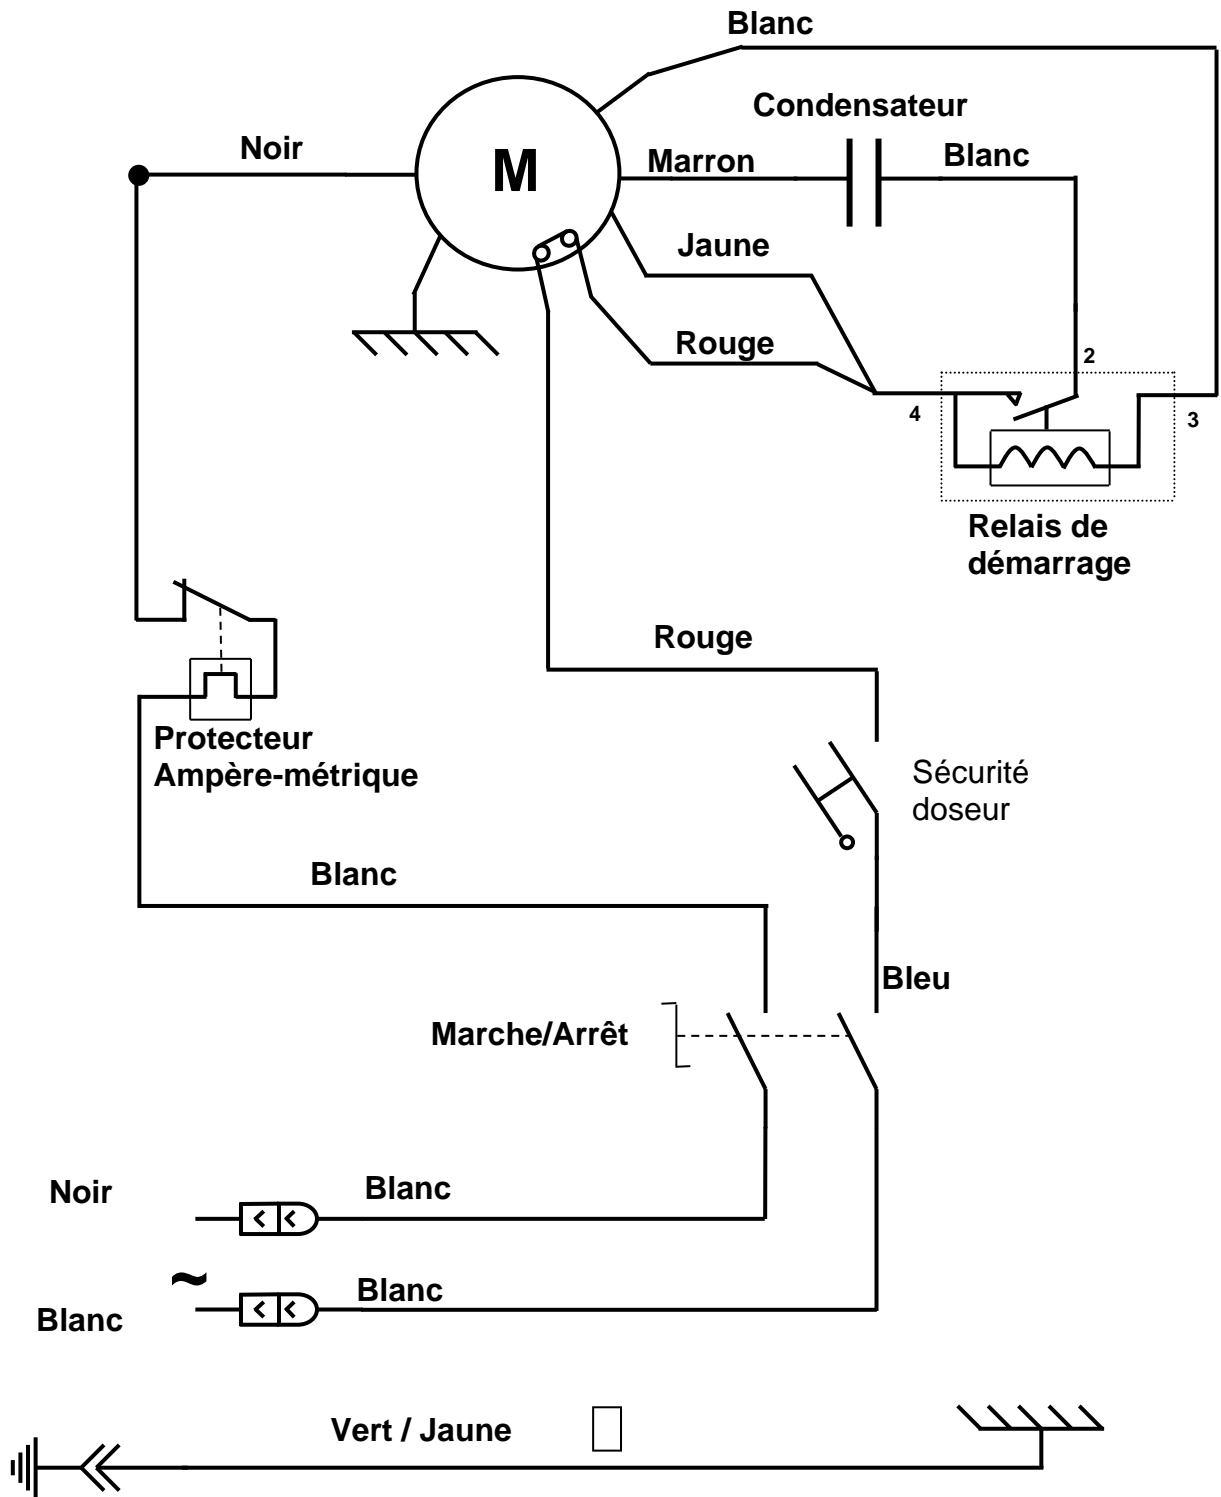 Blanc
Condensateur
Noir
M
Marron
Blanc
Jaune
Rouge
2
4
3
Relais de
démarrage
Rouge
Protecteur
Ampère-métrique
Sécurité
doseur
Blanc
Bleu
Marche/Arrêt
Noir
Blanc
~
Blanc
Blanc
Vert / Jaune